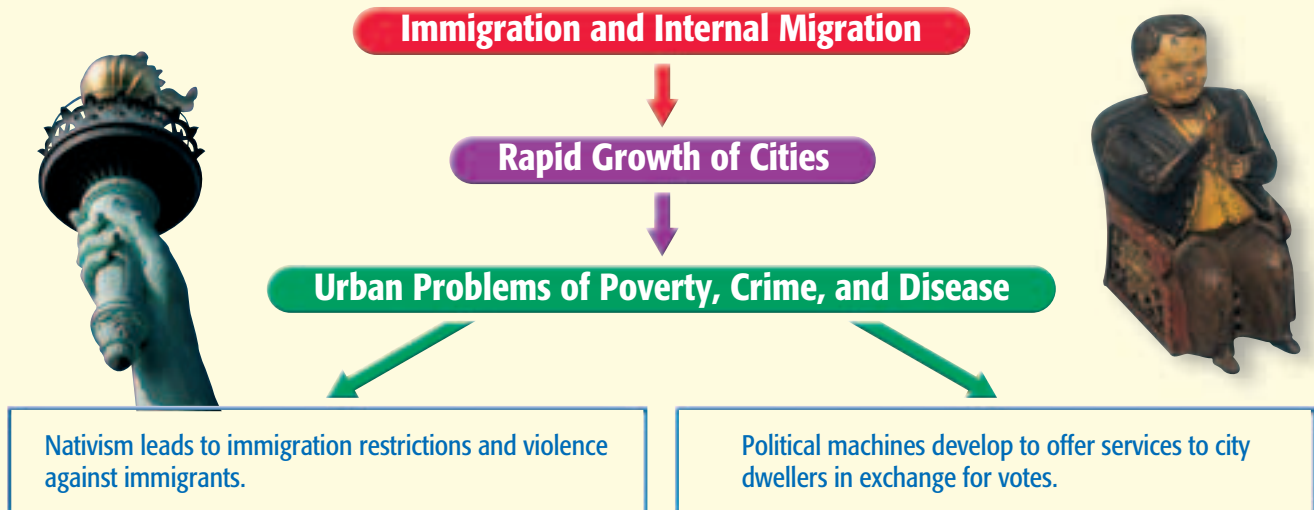 Immigration and Internal Migration
Rapid Growth of Cities
Urban Problems of Poverty, Crime, and Disease
Nativism leads to immigration restrictions and violence
against immigrants.
Political machines develop to offer services to city
dwellers in exchange for votes.